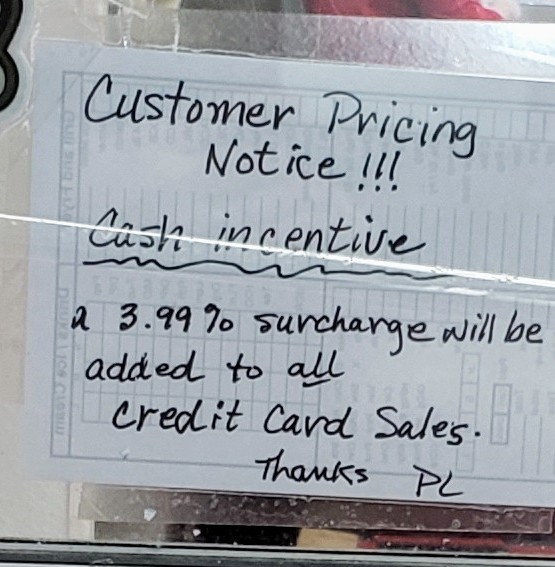 Customer Pricing
Notice !!!
Cash incentive
a 3.99% surcharge will be
added to all
Credit Card Sales.
Thanks PL